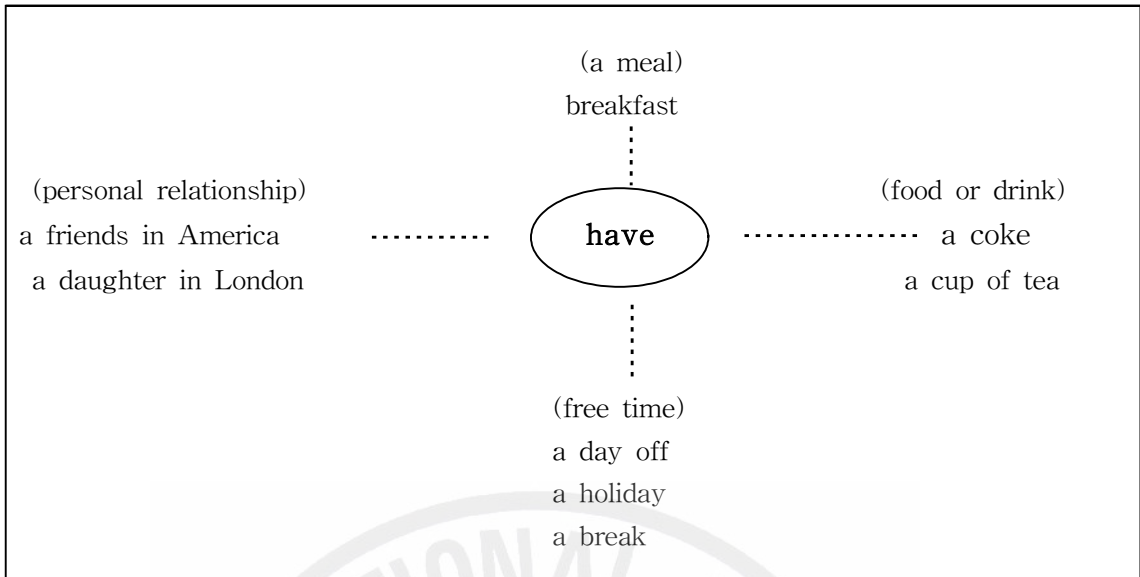 (a meal)
breakfast
(personal relationship)
a friends in America
a daughter in London
have
(food or drink)
a coke
a cup of tea
(free time)
a day off
a holiday
a break